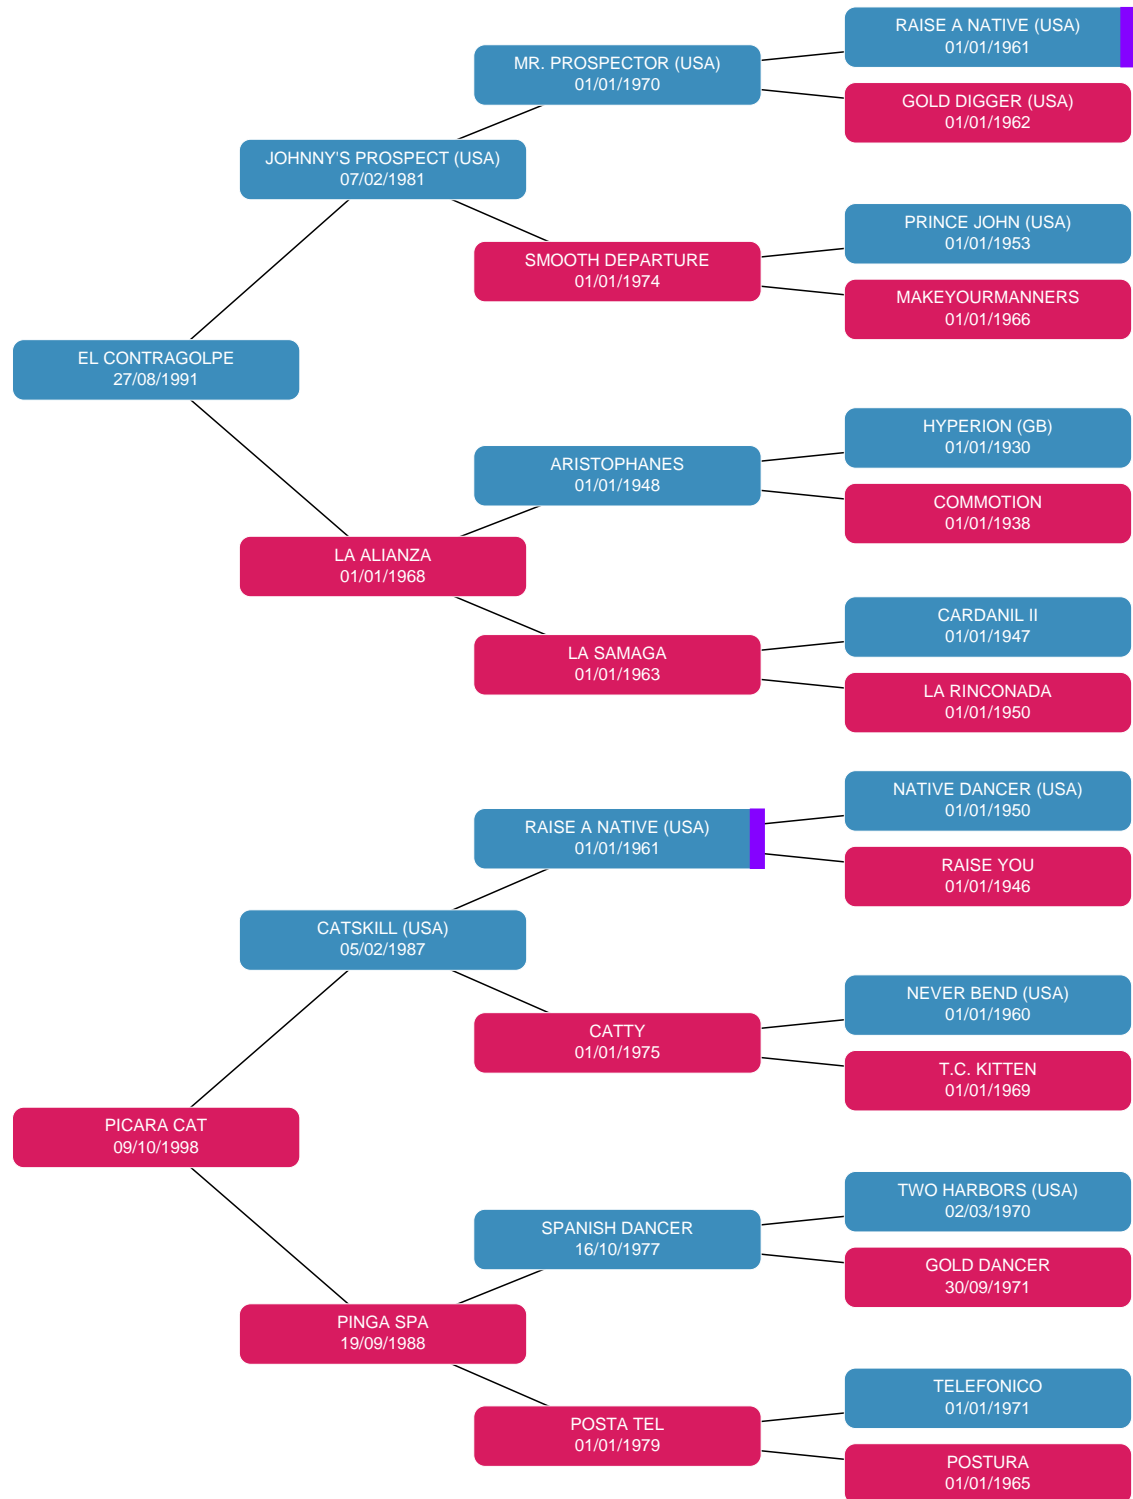 RAISE A NATIVE (USA)
01/01/1961
MR. PROSPECTOR (USA)
01/01/1970
GOLD DIGGER (USA)
01/01/1962
JOHNNY'S PROSPECT (USA)
07/02/1981
PRINCE JOHN (USA)
01/01/1953
SMOOTH DEPARTURE
01/01/1974
MAKEYOURMANNERS
01/01/1966
EL CONTRAGOLPE
27/08/1991
HYPERION (GB)
01/01/1930
ARISTOPHANES
01/01/1948
COMMOTION
01/01/1938
LA ALIANZA
01/01/1968
CARDANIL II
01/01/1947
LA SAMAGA
01/01/1963
LA RINCONADA
01/01/1950
NATIVE DANCER (USA)
01/01/1950
RAISE A NATIVE (USA)
01/01/1961
RAISE YOU
01/01/1946
CATSKILL (USA)
05/02/1987
NEVER BEND (USA)
01/01/1960
CATTY
01/01/1975
T.C. KITTEN
01/01/1969
PICARA CAT
09/10/1998
TWO HARBORS (USA)
02/03/1970
SPANISH DANCER
16/10/1977
GOLD DANCER
30/09/1971
PINGA SPA
19/09/1988
TELEFONICO
01/01/1971
POSTA TEL
01/01/1979
POSTURA
01/01/1965